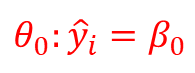 θ₀: ŷᵢ = β₀